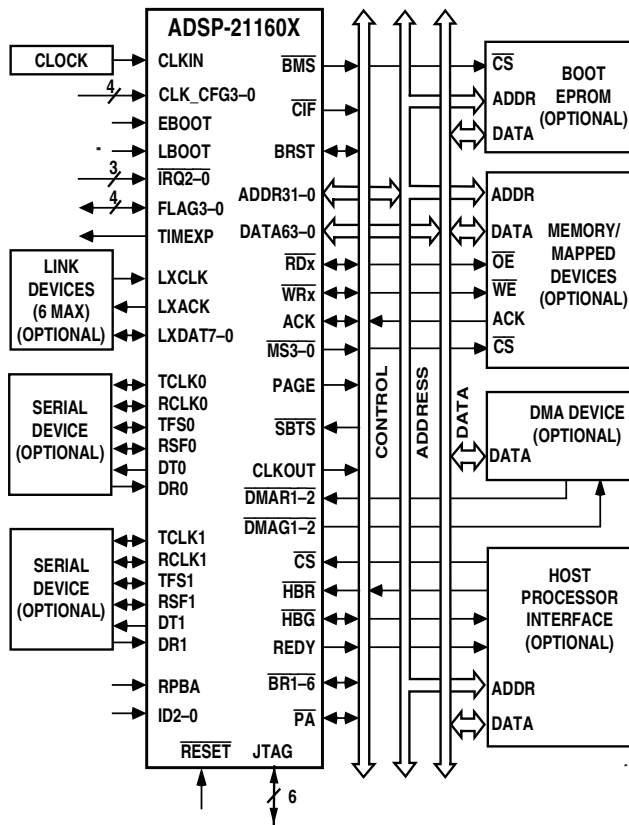 ADSP-21160X
CLOCK
CLKIN
4
CLK_CFG3–0
EBOOT
LBOOT
3
IRQ2–0
4
FLAG3–0
TIMEXP
LINK
DEVICES
(6 MAX)
(OPTIONAL)
LXCLK
LXACK
LXDAT7–0
SERIAL
DEVICE
(OPTIONAL)
TCLK0
RCLK0
TFS0
RSF0
DT0
DR0
SERIAL
DEVICE
(OPTIONAL)
TCLK1
RCLK1
TFS1
RSF1
DT1
DR1
RPBA
ID2–0
RESET
JTAG
6
BMS
CIF
BRST
ADDR31–0
DATA63–0
RDx
WRx
ACK
MS3–0
PAGE
SBTS
CLKOUT
DMAR1–2
DMAG1–2
CS
HBR
HBG
REDY
BR1–6
PA
CONTROL
ADDRESS
DATA
CS
ADDR
DATA
BOOT
EPROM
(OPTIONAL)
ADDR
DATA
OE
WE
ACK
CS
MEMORY/
MAPPED
DEVICES
(OPTIONAL)
DMA DEVICE
(OPTIONAL)
DATA
HOST
PROCESSOR
INTERFACE
(OPTIONAL)
ADDR
DATA